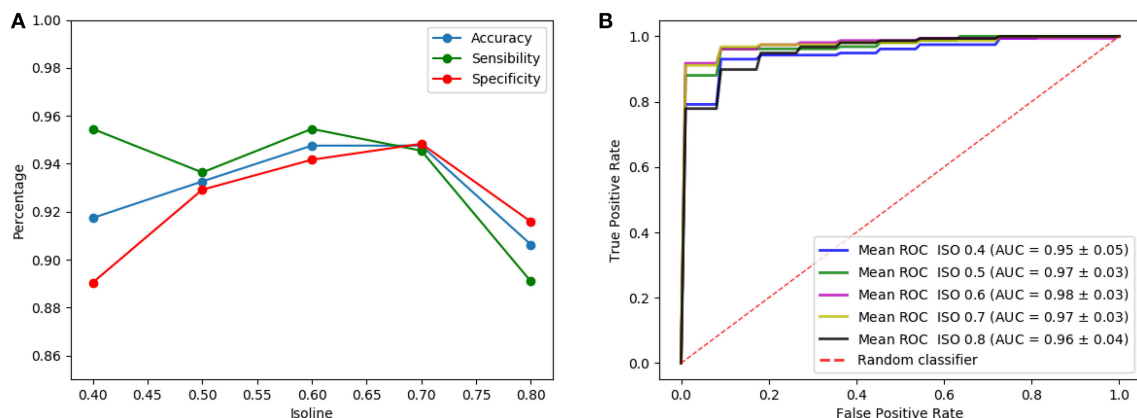 A
1.00
0.98
0.96
0.94
0.92
0.90
0.88
0.86
Percentage
0.40 0.45 0.50 0.55 0.60 0.65 0.70 0.75 0.80
Isoline
Accuracy
Sensibility
Specificity
B
1.0
0.8
0.6
0.4
0.2
0.0
True Positive Rate
0.0 0.2 0.4 0.6 0.8 1.0
False Positive Rate
Mean ROC ISO 0.4 (AUC = 0.95 ± 0.05)
Mean ROC ISO 0.5 (AUC = 0.97 ± 0.03)
Mean ROC ISO 0.6 (AUC = 0.98 ± 0.03)
Mean ROC ISO 0.7 (AUC = 0.97 ± 0.03)
Mean ROC ISO 0.8 (AUC = 0.96 ± 0.04)
Random classifier